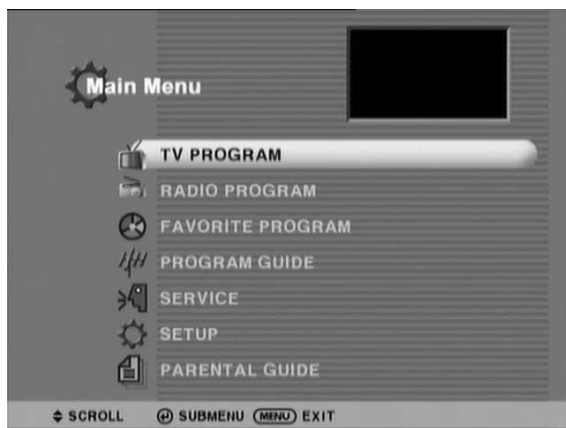 Main Menu
TV PROGRAM
RADIO PROGRAM
FAVORITE PROGRAM
PROGRAM GUIDE
SERVICE
SETUP
PARENTAL GUIDE
SCROLL SUBMENU MENU EXIT